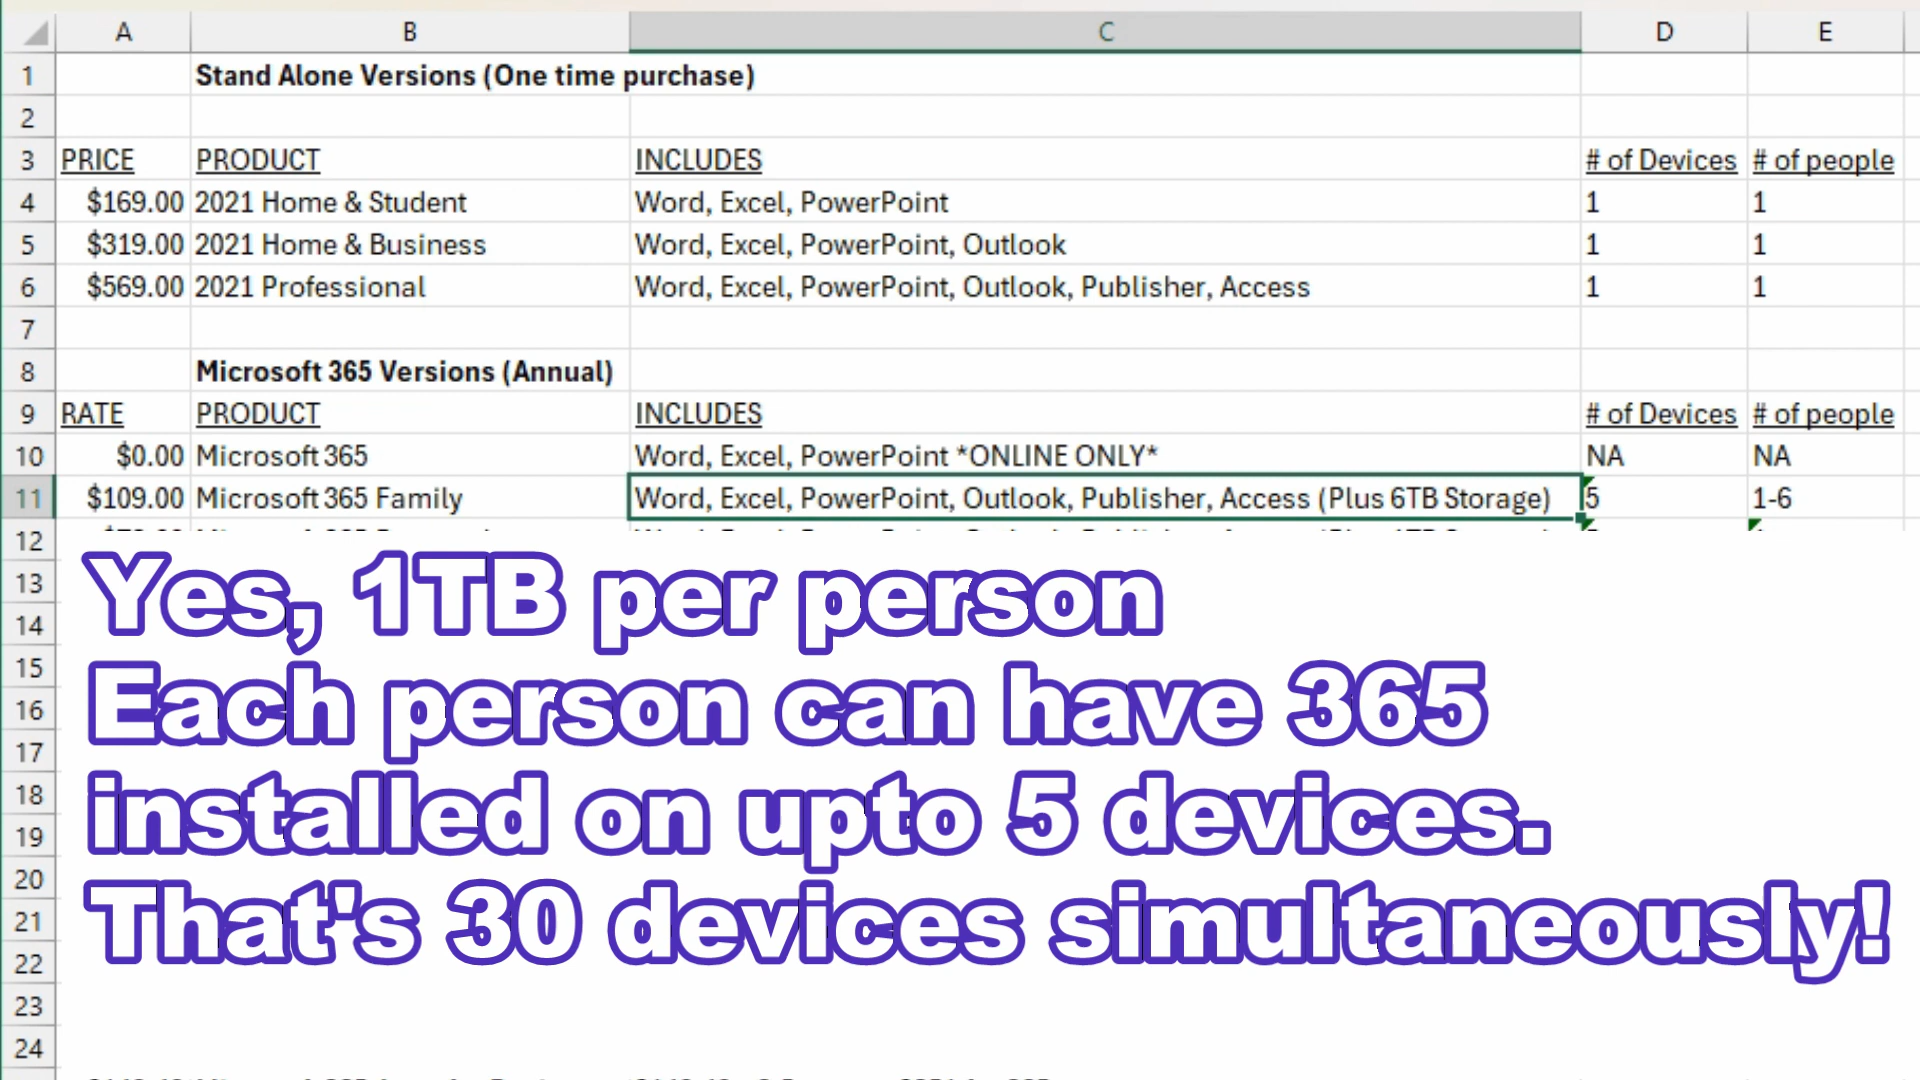 A B C D E
1 Stand Alone Versions (One time purchase)
2
3 PRICE PRODUCT INCLUDES # of Devices # of people
4 $169.00 2021 Home & Student Word, Excel, PowerPoint 1 1
5 $319.00 2021 Home & Business Word, Excel, PowerPoint, Outlook 1 1
6 $569.00 2021 Professional Word, Excel, PowerPoint, Outlook, Publisher, Access 1 1
7
8 Microsoft 365 Versions (Annual)
9 RATE PRODUCT INCLUDES # of Devices # of people
10 $0.00 Microsoft 365 Word, Excel, PowerPoint *ONLINE ONLY* NA NA
11 $109.00 Microsoft 365 Family Word, Excel, PowerPoint, Outlook, Publisher, Access (Plus 6TB Storage) 5 1-6
12
13 Yes, 1TB per person
14
15
16 Each person can have 365
17
18
19 installed on upto 5 devices.
20
21 That's 30 devices simultaneously!
22
23
24